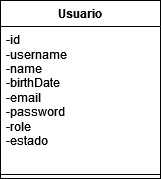 Usuario
-id
-username
-name
-birthDate
-email
-password
-role
-estado